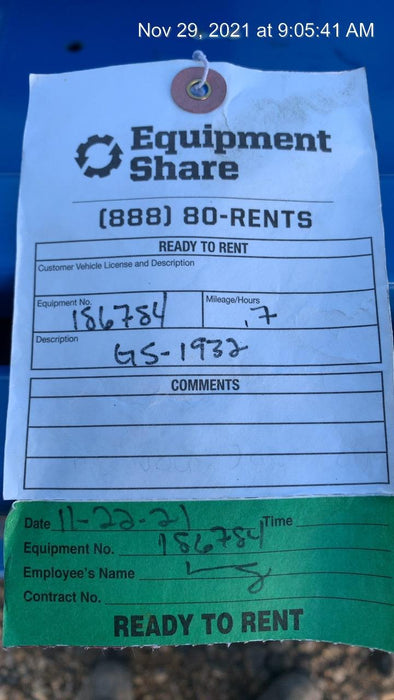 Nov 29, 2021 at 9:05:41 AM
Equipment
Share
(888) 80-RENTS
READY TO RENT
Customer Vehicle License and Description
Equipment No. 186784 Mileage/Hours .7
Description GS-1932
COMMENTS
Date 11-22-21 Time
Equipment No. 186784
Employee's Name
Contract No.
READY TO RENT